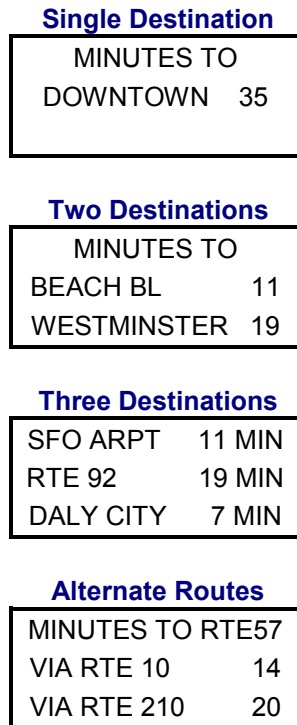 Single Destination
MINUTES TO
DOWNTOWN 35
Two Destinations
MINUTES TO
BEACH BL 11
WESTMINSTER 19
Three Destinations
SFO ARPT 11 MIN
RTE 92 19 MIN
DALY CITY 7 MIN
Alternate Routes
MINUTES TO RTE57
VIA RTE 10 14
VIA RTE 210 20